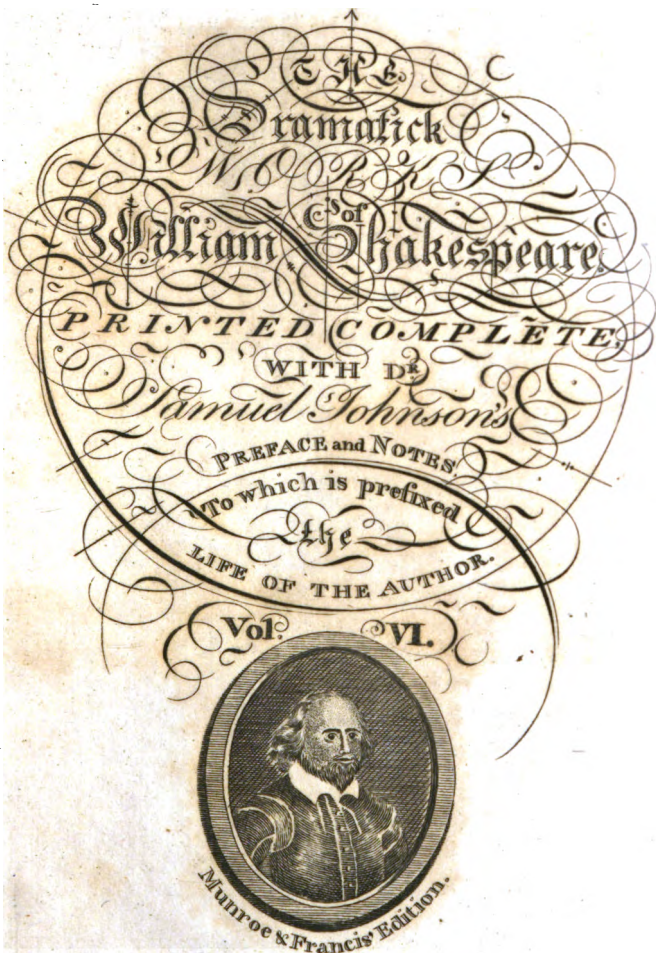 THE
Dramatick
WORKS
of
William Shakespeare.
PRINTED COMPLETE,
WITH DR.
Samuel Johnson's
PREFACE and NOTES
To which is prefixed
the
LIFE OF THE AUTHOR.
Vol. VI.
Munroe & Francis' Edition.